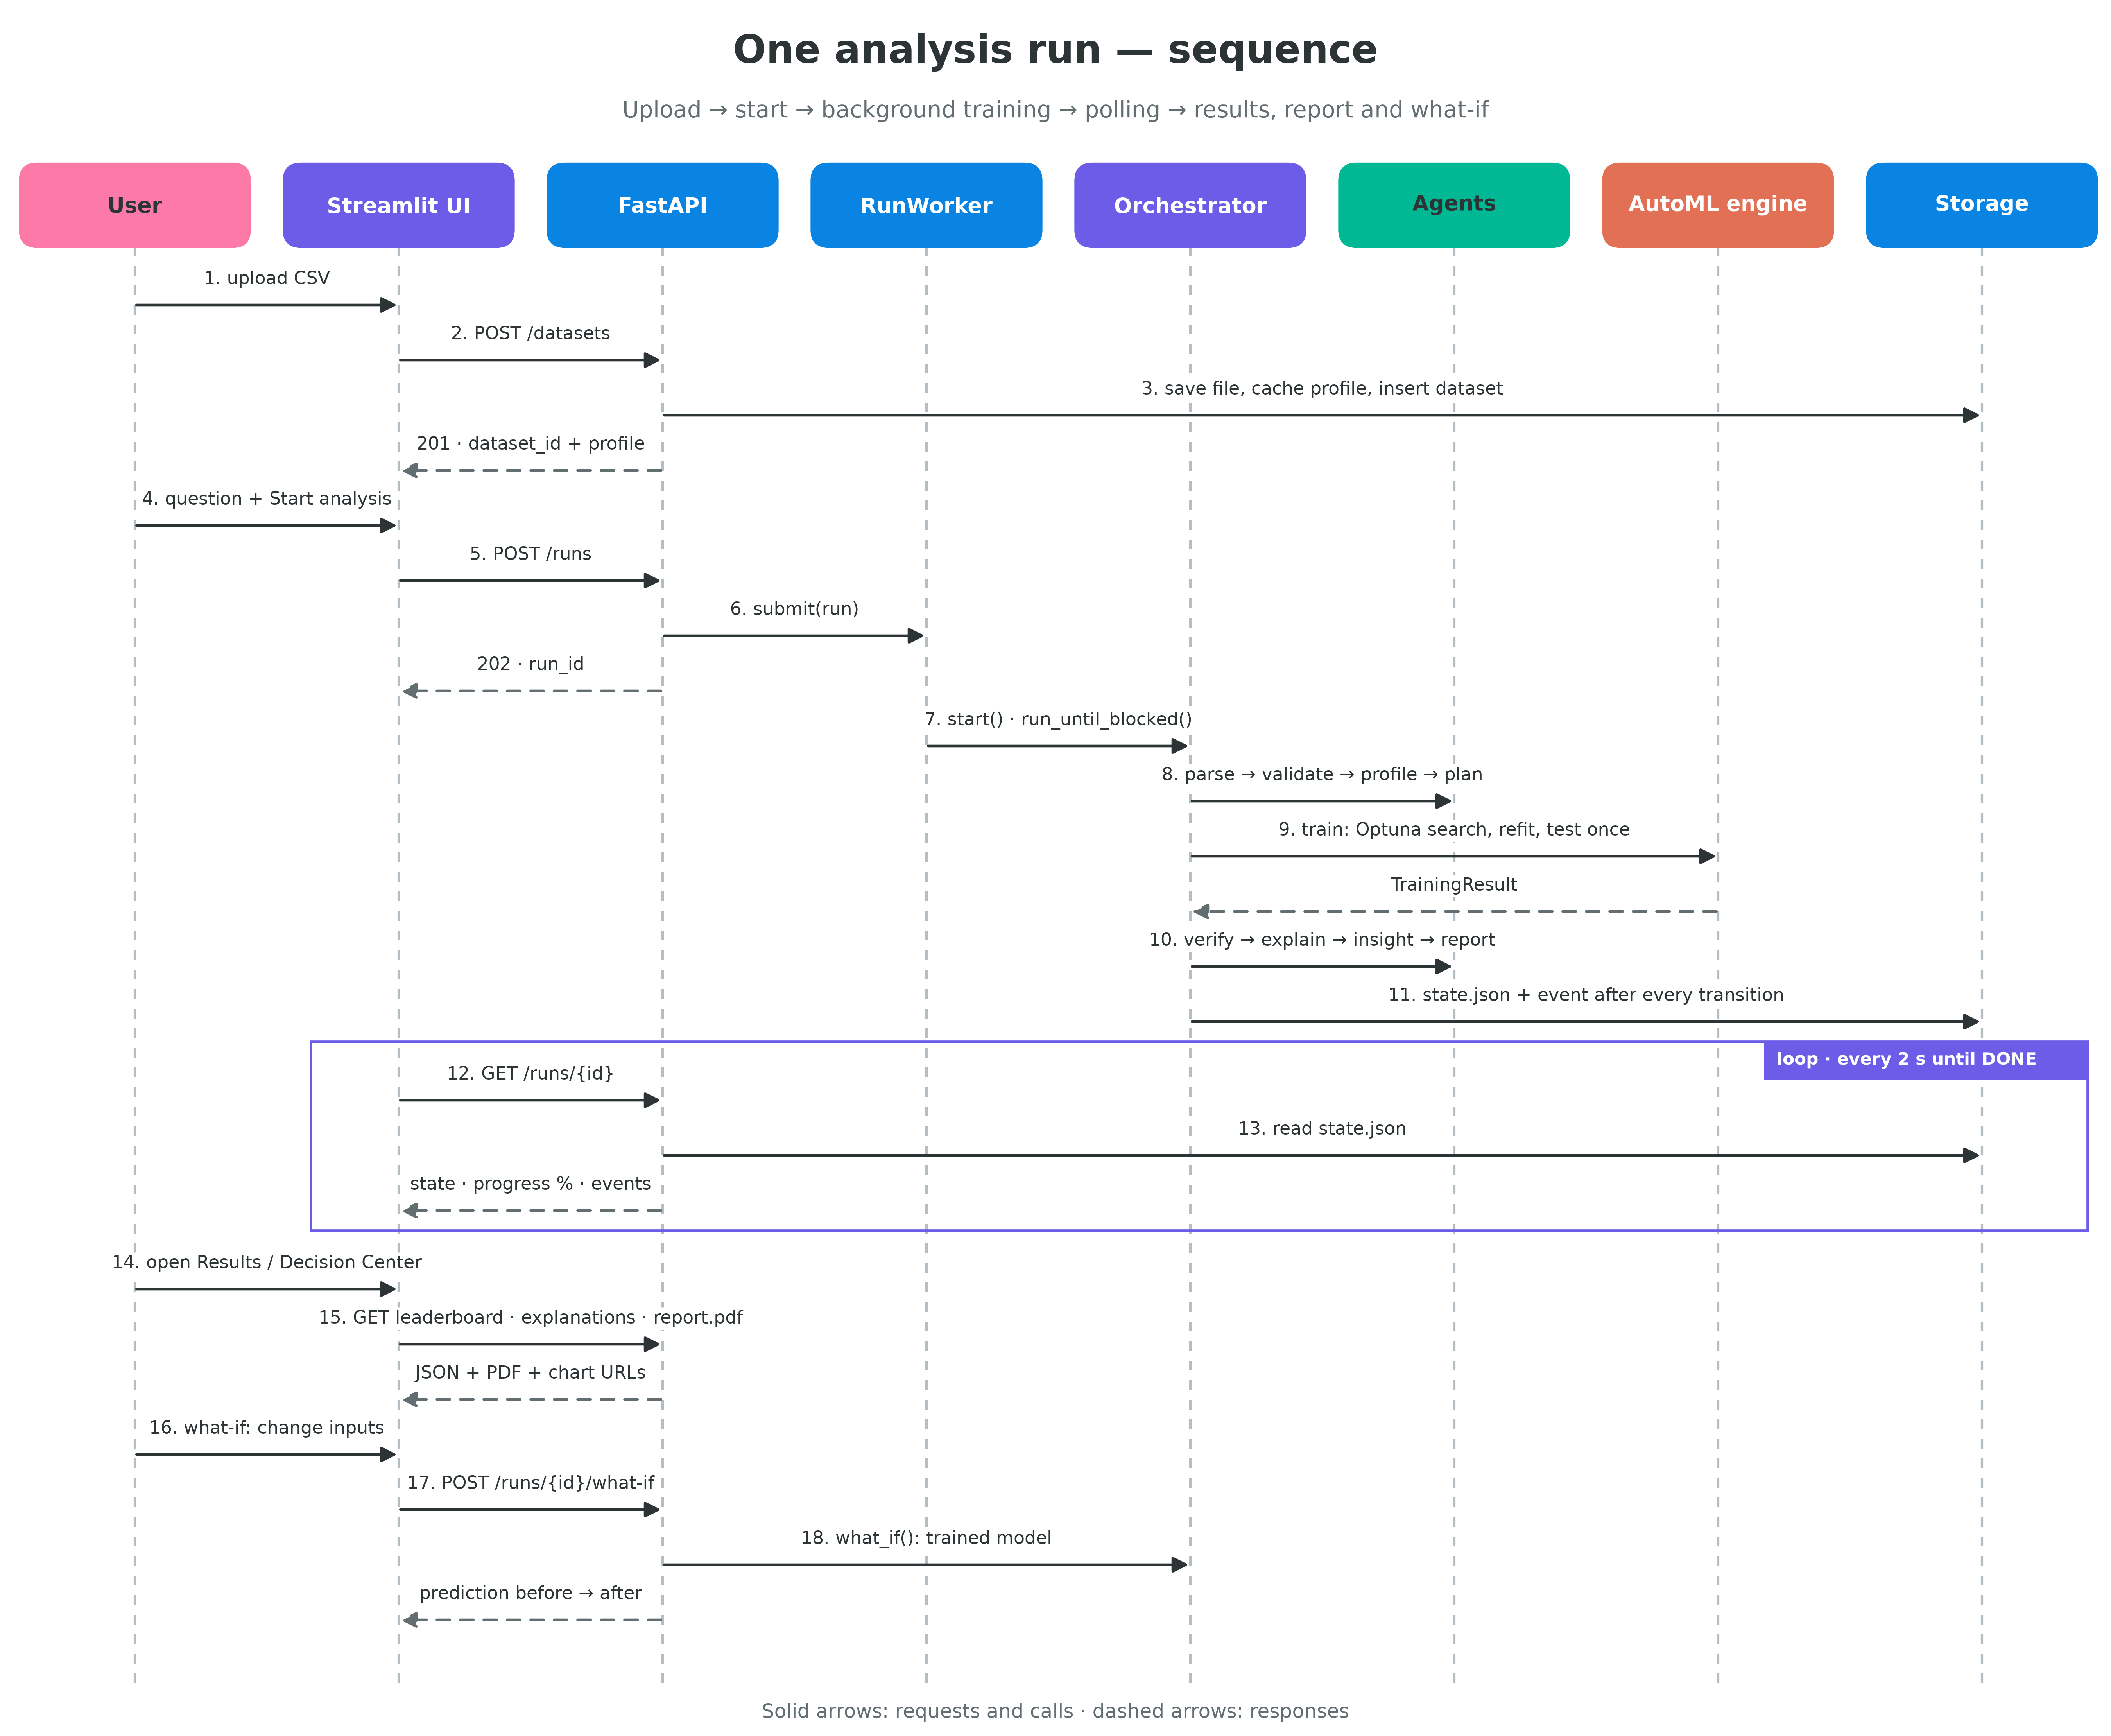 One analysis run — sequence
Upload → start → background training → polling → results, report and what-if
User
Streamlit UI
FastAPI
RunWorker
Orchestrator
Agents
AutoML engine
Storage
1. upload CSV
2. POST /datasets
3. save file, cache profile, insert dataset
201 · dataset_id + profile
4. question + Start analysis
5. POST /runs
6. submit(run)
202 · run_id
7. start() · run_until_blocked()
8. parse → validate → profile → plan
9. train: Optuna search, refit, test once
TrainingResult
10. verify → explain → insight → report
11. state.json + event after every transition
loop · every 2 s until DONE
12. GET /runs/{id}
13. read state.json
state · progress % · events
14. open Results / Decision Center
15. GET leaderboard · explanations · report.pdf
JSON + PDF + chart URLs
16. what-if: change inputs
17. POST /runs/{id}/what-if
18. what_if(): trained model
prediction before → after
Solid arrows: requests and calls · dashed arrows: responses